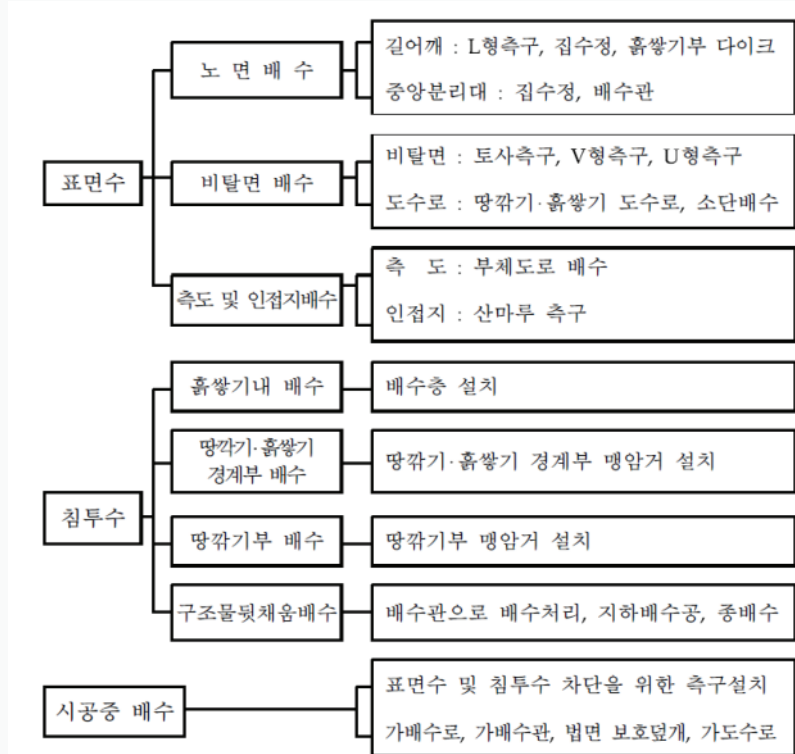 노 면 배 수
길어깨 : L형측구, 집수정, 흙쌓기부 다이크
중앙분리대 : 집수정, 배수관
표면수
비탈면 배수
비탈면 : 토사측구, V형측구, U형측구
도수로 : 땅깎기·흙쌓기 도수로, 소단배수
측도 및 인접지배수
측 도 : 부체도로 배수
인접지 : 산마루 측구
흙쌓기내 배수
배수층 설치
땅깍기·흙쌓기
경계부 배수
땅깎기·흙쌓기 경계부 맹암거 설치
침투수
땅깎기부 배수
땅깎기부 맹암거 설치
구조물뒷채움배수
배수관으로 배수처리, 지하배수공, 종배수
시공중 배수
표면수 및 침투수 차단을 위한 측구설치
가배수로, 가배수관, 법면 보호덮개, 가도수로